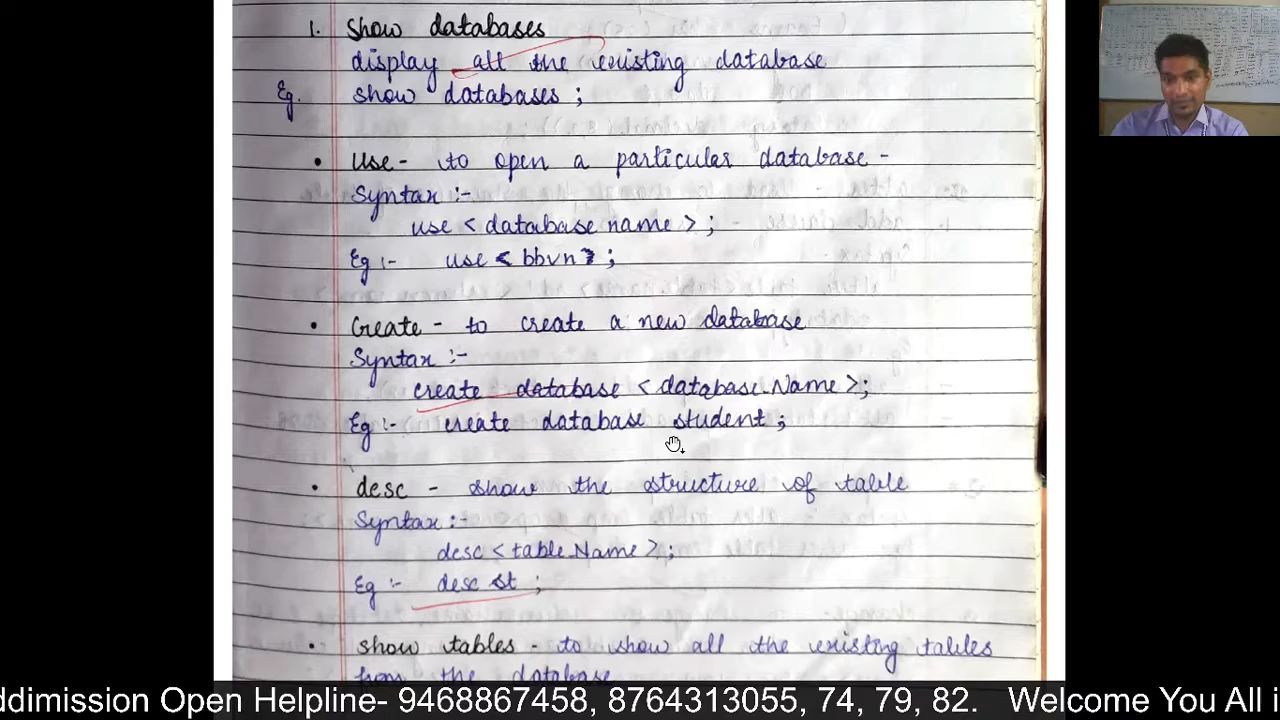 1. Show databases
display all the existing database
Eg. show databases ;
• Use - to open a particular database -
Syntax :-
use < database name > ;
Eg :- use < bbvn > ;
• Create - to create a new database
Syntax :-
create database < database Name > ;
Eg :- create database student ;
• desc - show the structure of table
Syntax :-
desc < table Name > ;
Eg :- desc st ;
• show tables - to show all the existing tables
from the database
ddimission Open Helpline- 9468867458, 8764313055, 74, 79, 82. Welcome You All i